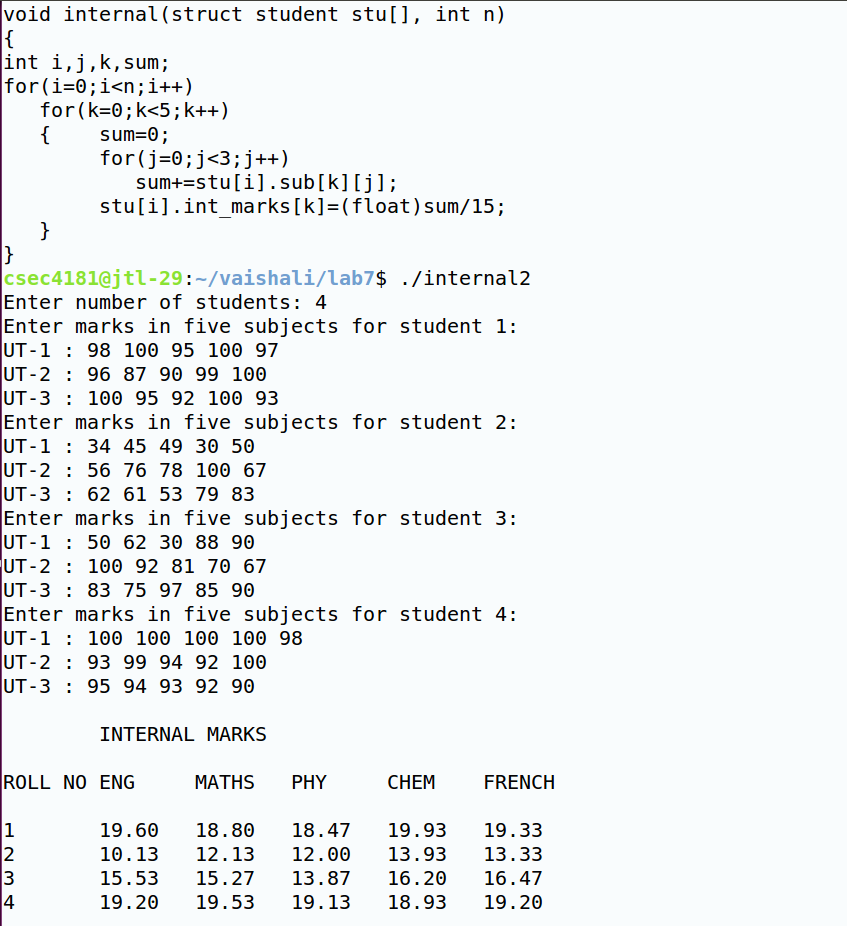 void internal(struct student stu[], int n)
{
int i,j,k,sum;
for(i=0;i<n;i++)
   for(k=0;k<5;k++)
   {    sum=0;
        for(j=0;j<3;j++)
           sum+=stu[i].sub[k][j];
        stu[i].int_marks[k]=(float)sum/15;
   }
}
csec4181@jtl-29:~/vaishali/lab7$ ./internal2
Enter number of students: 4
Enter marks in five subjects for student 1:
UT-1 : 98 100 95 100 97
UT-2 : 96 87 90 99 100
UT-3 : 100 95 92 100 93
Enter marks in five subjects for student 2:
UT-1 : 34 45 49 30 50
UT-2 : 56 76 78 100 67
UT-3 : 62 61 53 79 83
Enter marks in five subjects for student 3:
UT-1 : 50 62 30 88 90
UT-2 : 100 92 81 70 67
UT-3 : 83 75 97 85 90
Enter marks in five subjects for student 4:
UT-1 : 100 100 100 100 98
UT-2 : 93 99 94 92 100
UT-3 : 95 94 93 92 90
        INTERNAL MARKS
ROLL NO ENG     MATHS   PHY     CHEM    FRENCH
1       19.60   18.80   18.47   19.93   19.33
2       10.13   12.13   12.00   13.93   13.33
3       15.53   15.27   13.87   16.20   16.47
4       19.20   19.53   19.13   18.93   19.20